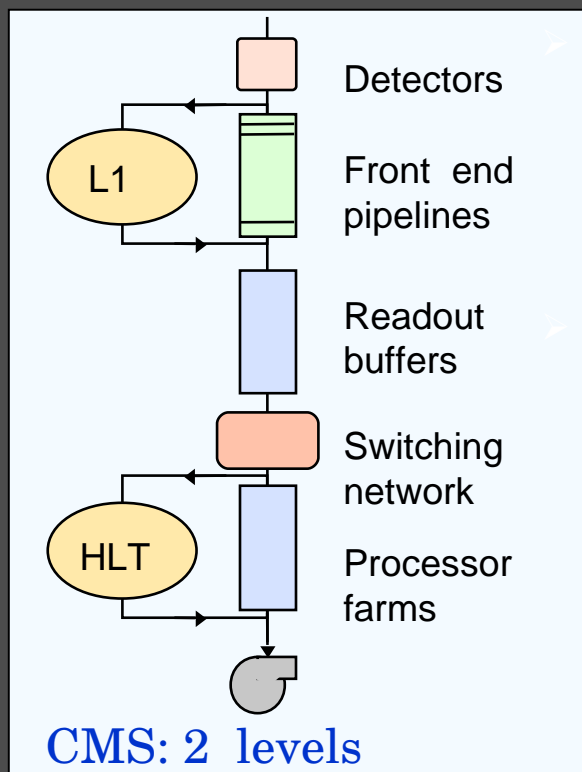 Detectors
L1
Front end
pipelines
Readout
buffers
Switching
network
HLT
Processor
farms
CMS: 2 levels